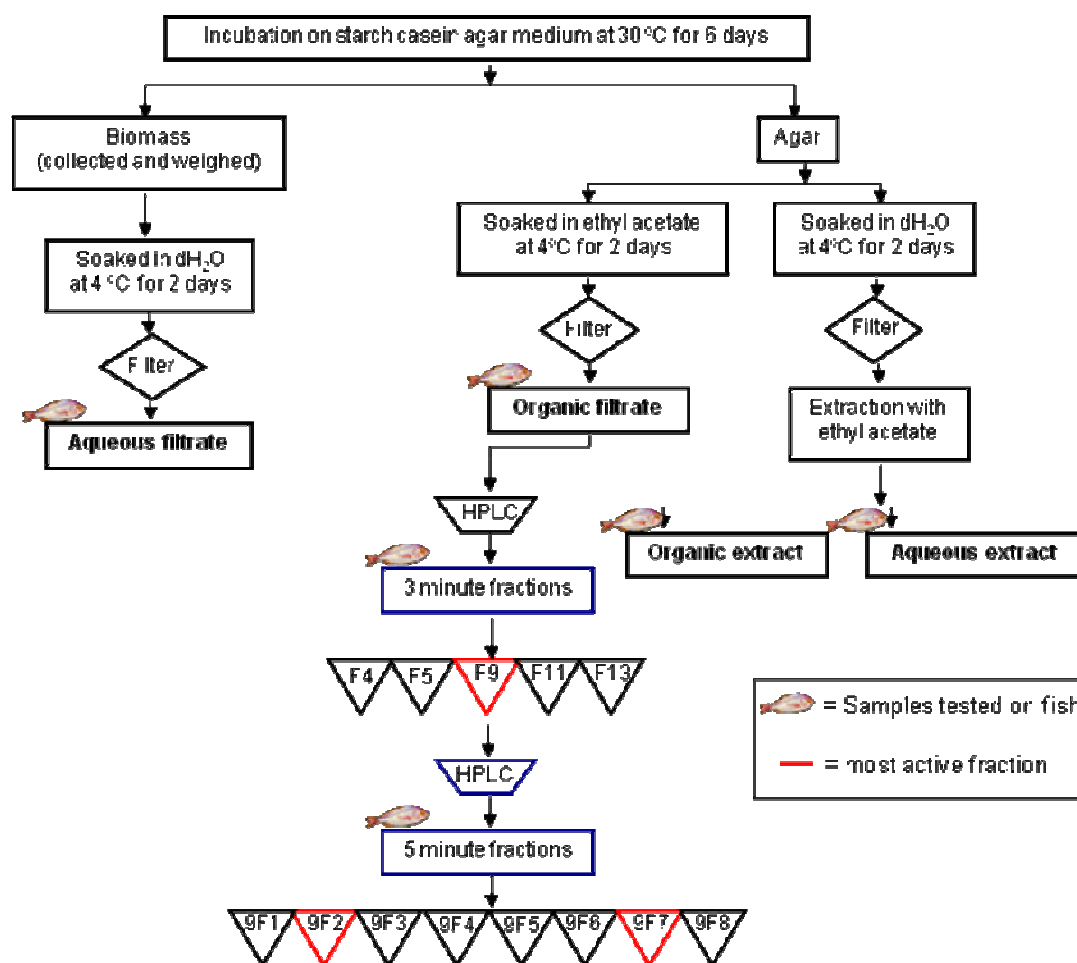 Incubation on starch casein agar medium at 30 ºC for 6 days
Biomass
(collected and weighed)
Agar
Soaked in dH₂O
at 4 ºC for 2 days
Soaked in ethyl acetate
at 4ºC for 2 days
Soaked in dH₂O
at 4ºC for 2 days
Filter
Filter
Filter
Aqueous filtrate
Organic filtrate
Extraction with
ethyl acetate
HPLC
Organic extract
Aqueous extract
3 minute fractions
F4 F5 F9 F11 F13
= Samples tested on fish
= most active fraction
HPLC
5 minute fractions
9F1 9F2 9F3 9F4 9F5 9F6 9F7 9F8